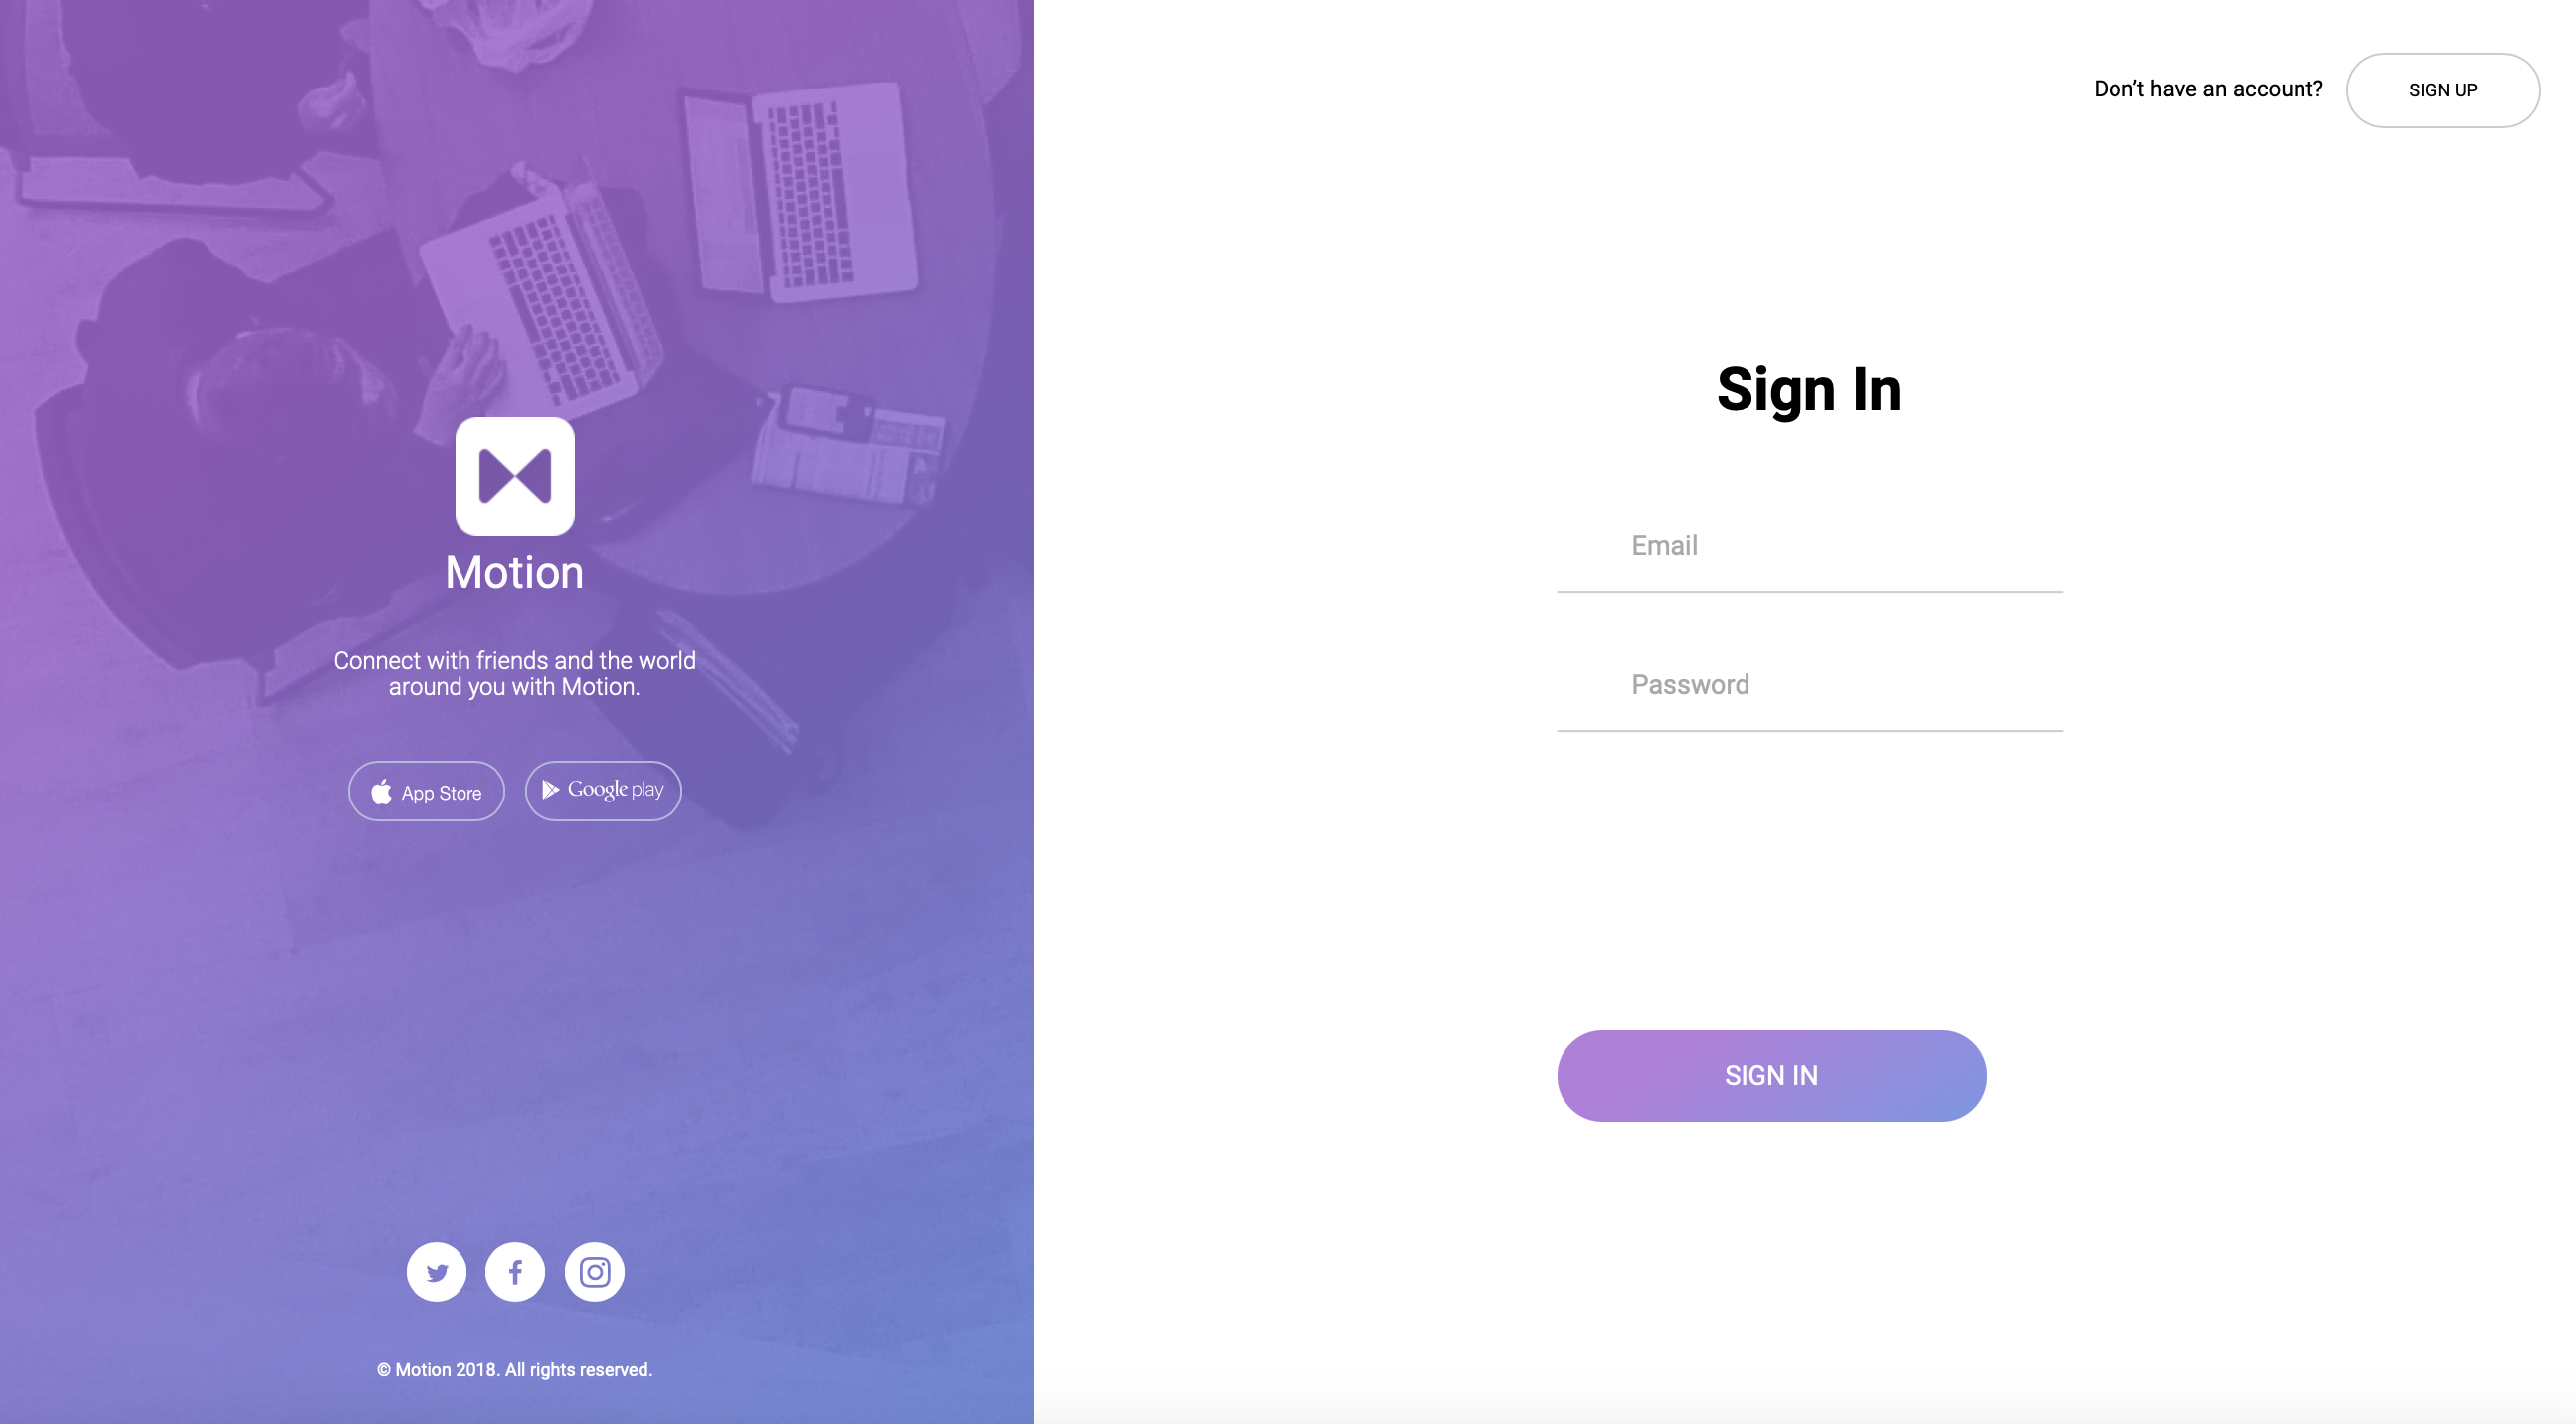 Motion
Connect with friends and the world
around you with Motion.
App Store
Google play
© Motion 2018. All rights reserved.
Don’t have an account?
SIGN UP
Sign In
Email
Password
SIGN IN